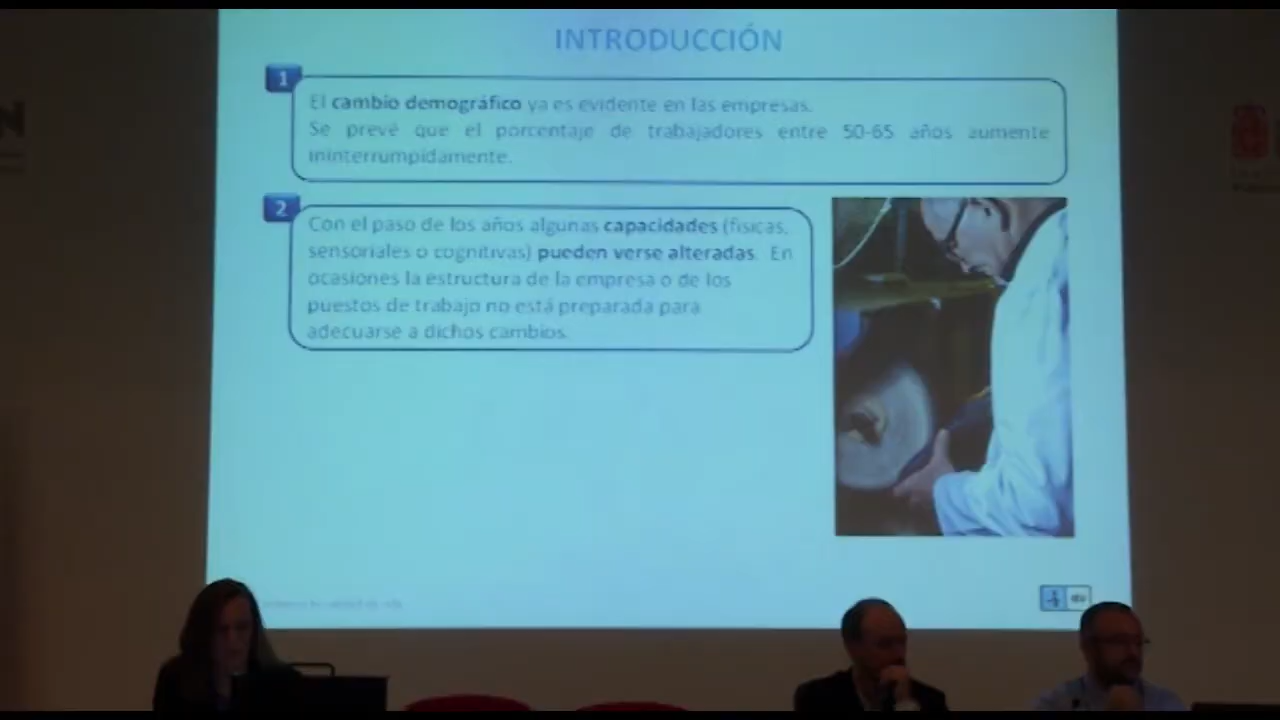 INTRODUCCIÓN
1
El cambio demográfico ya es evidente en las empresas.
Se prevé que el porcentaje de trabajadores entre 50-65 años aumente
ininterrumpidamente.
2
Con el paso de los años algunas capacidades (físicas,
sensoriales o cognitivas) pueden verse alteradas. En
ocasiones la estructura de la empresa o de los
puestos de trabajo no está preparada para
adecuarse a dichos cambios.